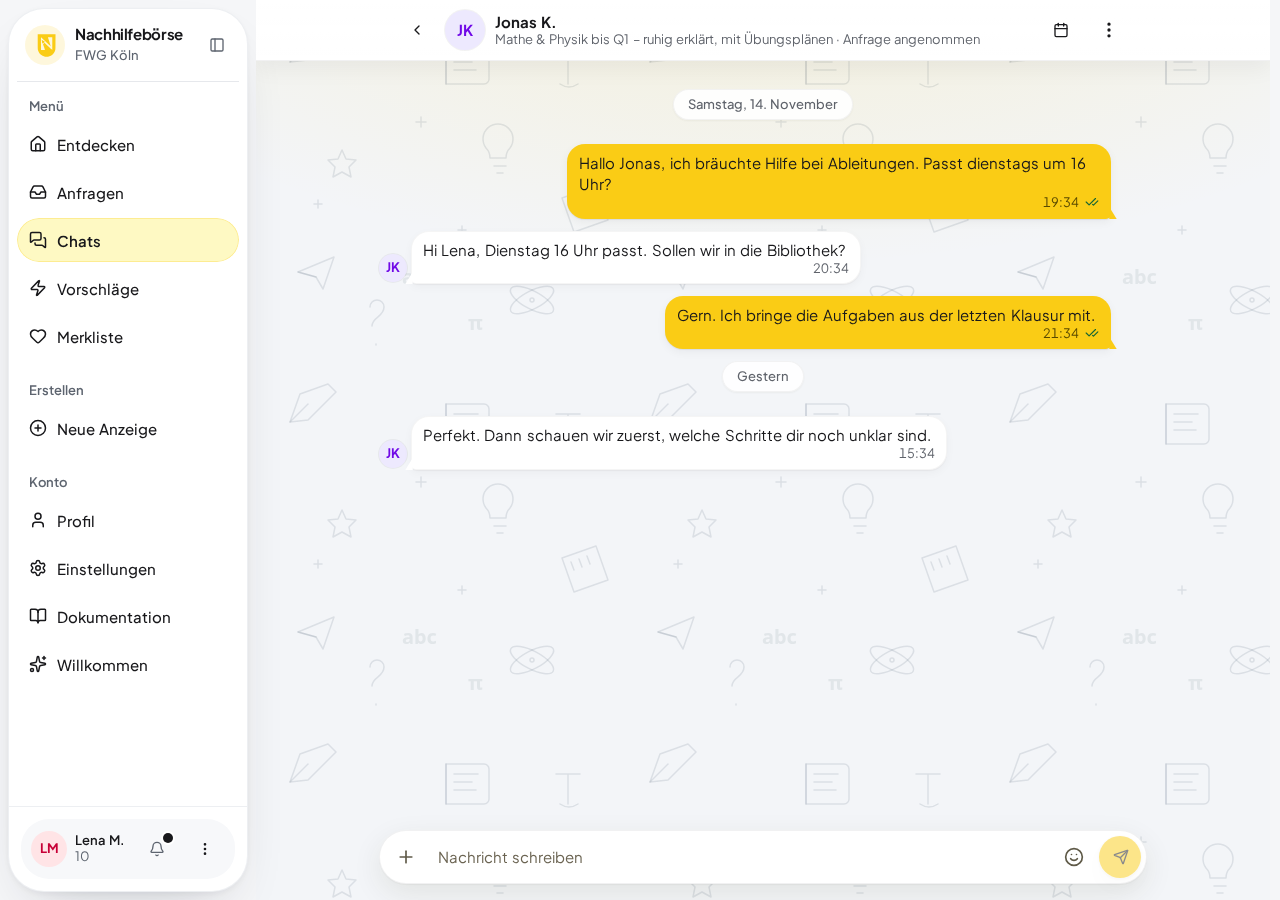 Nachhilfebörse
FWG Köln
Menü
Entdecken
Anfragen
Chats
Vorschläge
Merkliste
Erstellen
Neue Anzeige
Konto
Profil
Einstellungen
Dokumentation
Willkommen
LM
Lena M.
10
JK
Jonas K.
Mathe & Physik bis Q1 – ruhig erklärt, mit Übungsplänen · Anfrage angenommen
Samstag, 14. November
Hallo Jonas, ich bräuchte Hilfe bei Ableitungen. Passt dienstags um 16
Uhr?
19:34
JK
Hi Lena, Dienstag 16 Uhr passt. Sollen wir in die Bibliothek?
20:34
Gern. Ich bringe die Aufgaben aus der letzten Klausur mit.
21:34
Gestern
JK
Perfekt. Dann schauen wir zuerst, welche Schritte dir noch unklar sind.
15:34
abc
π
π
abc
abc
abc
π
π
π
Nachricht schreiben